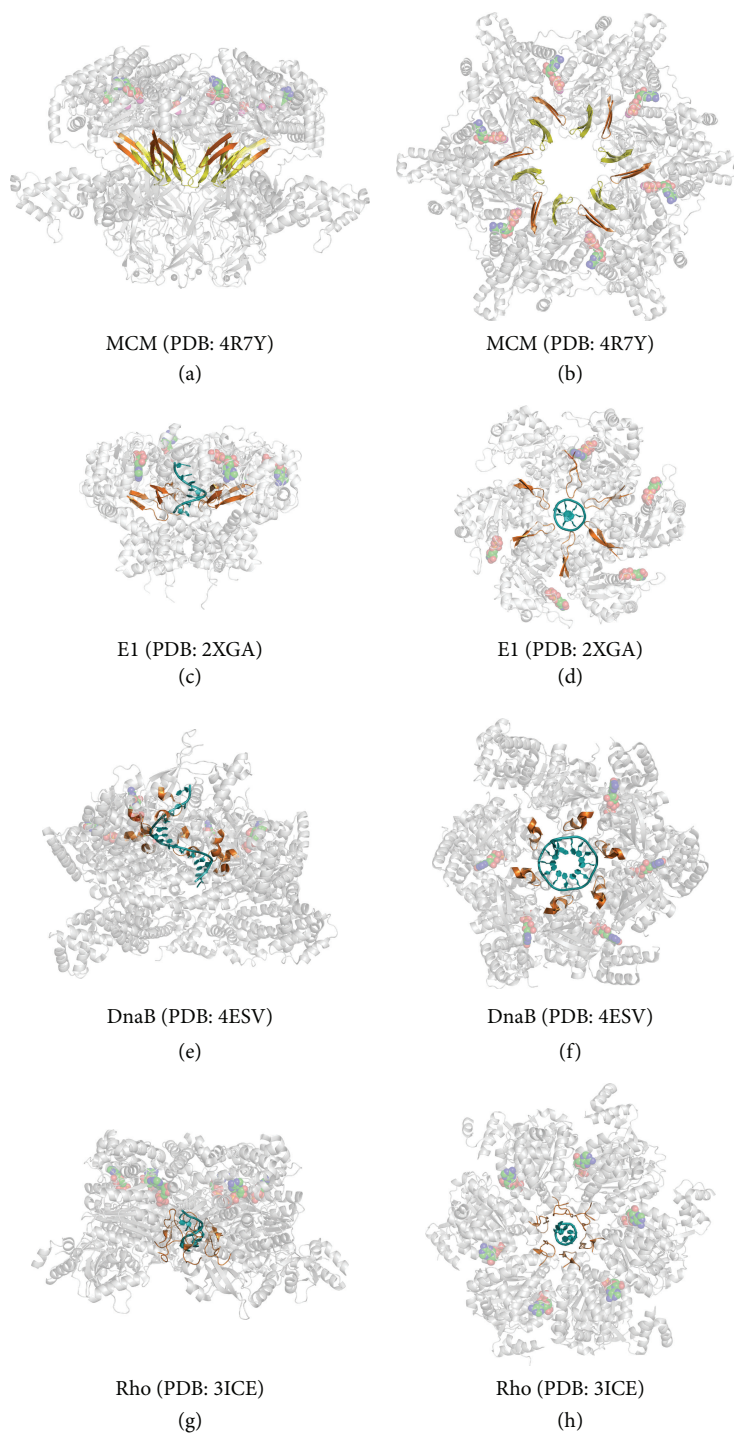 MCM (PDB: 4R7Y)
MCM (PDB: 4R7Y)
(a)
(b)
E1 (PDB: 2XGA)
E1 (PDB: 2XGA)
(c)
(d)
DnaB (PDB: 4ESV)
DnaB (PDB: 4ESV)
(e)
(f)
Rho (PDB: 3ICE)
Rho (PDB: 3ICE)
(g)
(h)